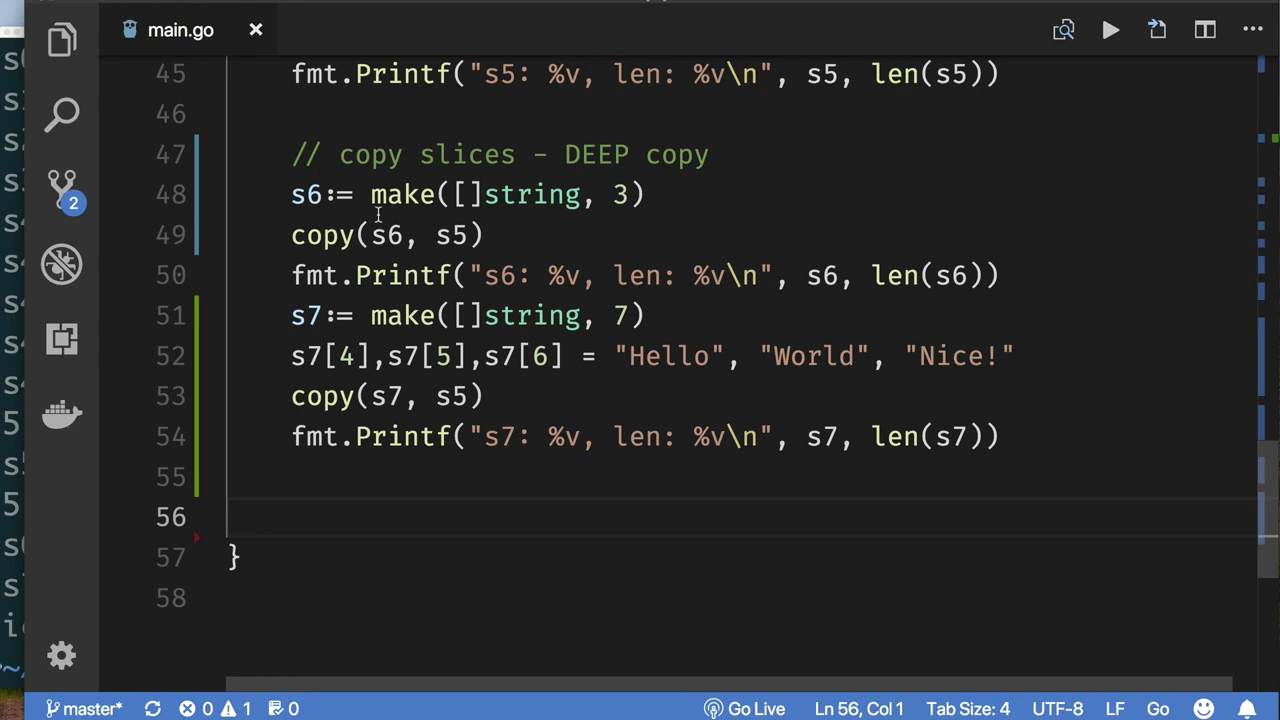 main.go
45 fmt.Printf("s5: %v, len: %v\n", s5, len(s5))
46
47 // copy slices - DEEP copy
48 s6:= make([]string, 3)
49 copy(s6, s5)
50 fmt.Printf("s6: %v, len: %v\n", s6, len(s6))
51 s7:= make([]string, 7)
52 s7[4],s7[5],s7[6] = "Hello", "World", "Nice!"
53 copy(s7, s5)
54 fmt.Printf("s7: %v, len: %v\n", s7, len(s7))
55
56
57 }
58
2
master* 0 1 0 Go Live Ln 56, Col 1 Tab Size: 4 UTF-8 LF Go